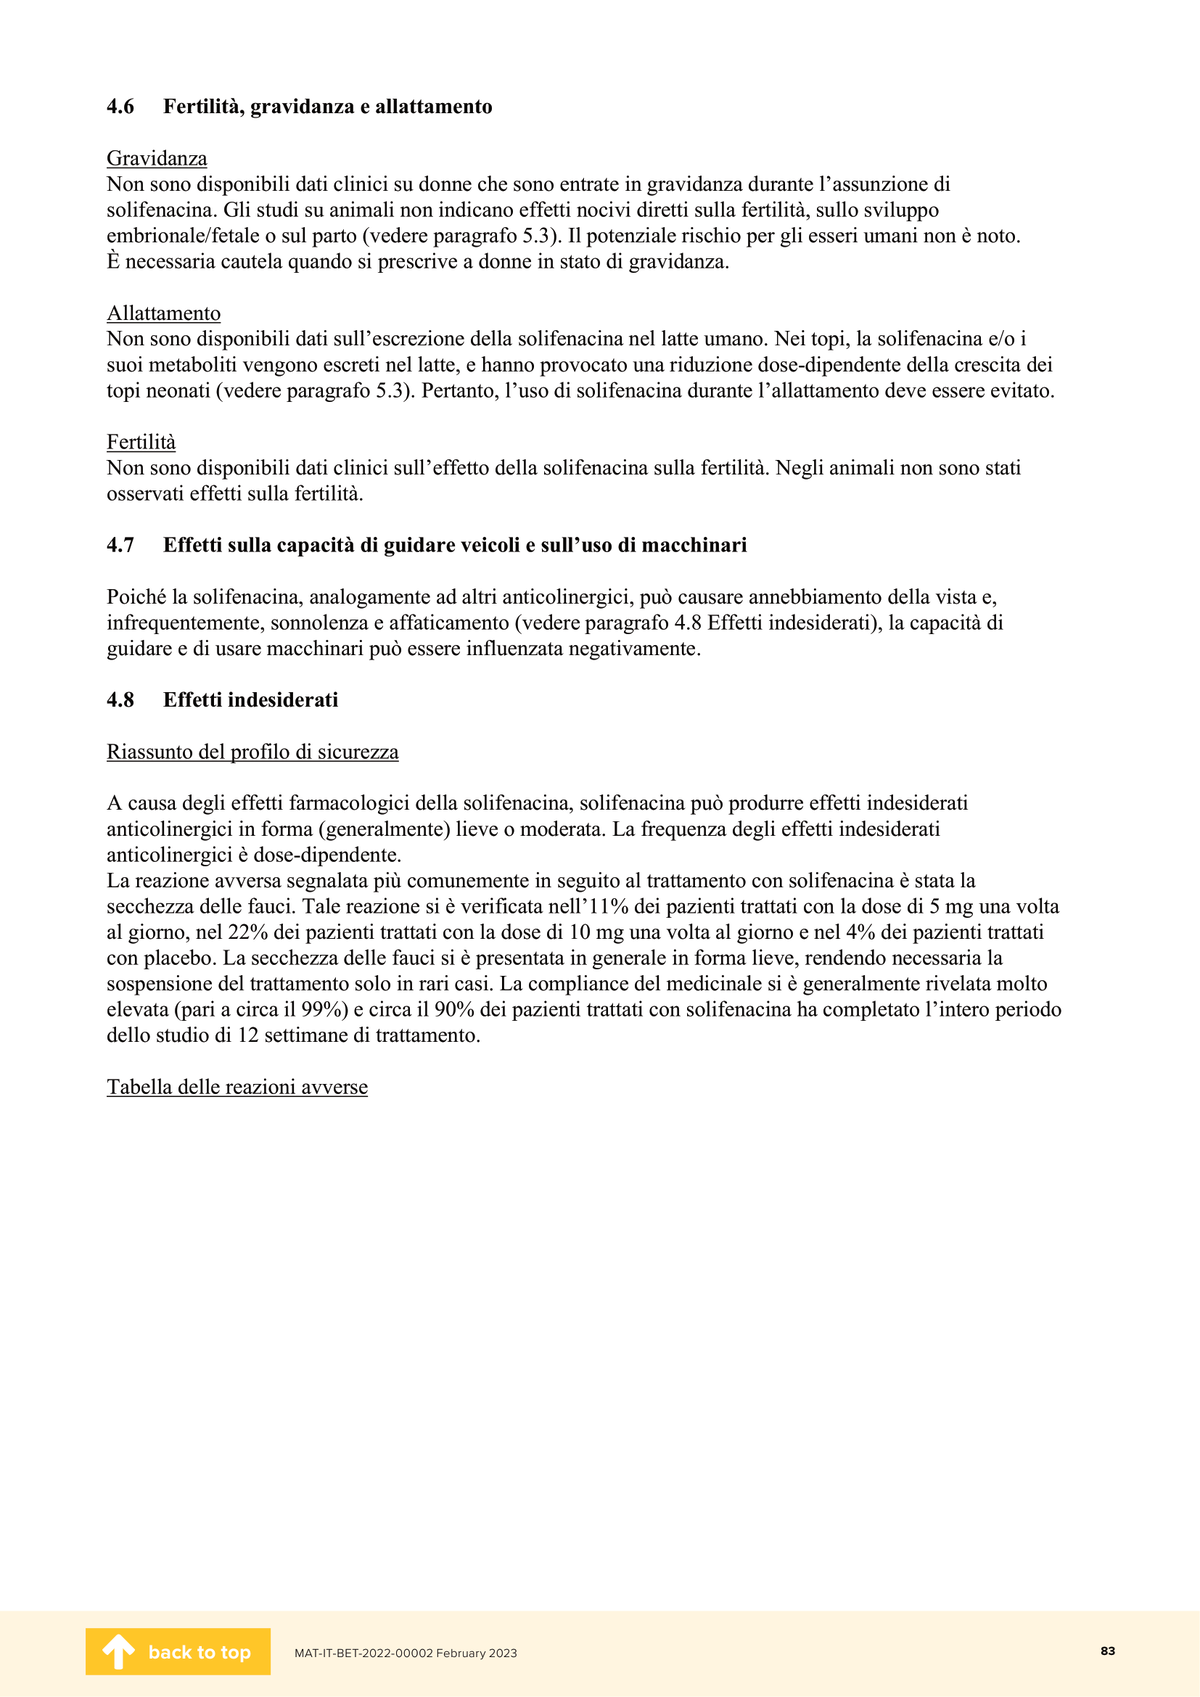 4.6 Fertilità, gravidanza e allattamento
Gravidanza
Non sono disponibili dati clinici su donne che sono entrate in gravidanza durante l’assunzione di
solifenacina. Gli studi su animali non indicano effetti nocivi diretti sulla fertilità, sullo sviluppo
embrionale/fetale o sul parto (vedere paragrafo 5.3). Il potenziale rischio per gli esseri umani non è noto.
È necessaria cautela quando si prescrive a donne in stato di gravidanza.
Allattamento
Non sono disponibili dati sull’escrezione della solifenacina nel latte umano. Nei topi, la solifenacina e/o i
suoi metaboliti vengono escreti nel latte, e hanno provocato una riduzione dose-dipendente della crescita dei
topi neonati (vedere paragrafo 5.3). Pertanto, l’uso di solifenacina durante l’allattamento deve essere evitato.
Fertilità
Non sono disponibili dati clinici sull’effetto della solifenacina sulla fertilità. Negli animali non sono stati
osservati effetti sulla fertilità.
4.7 Effetti sulla capacità di guidare veicoli e sull’uso di macchinari
Poiché la solifenacina, analogamente ad altri anticolinergici, può causare annebbiamento della vista e,
infrequentemente, sonnolenza e affaticamento (vedere paragrafo 4.8 Effetti indesiderati), la capacità di
guidare e di usare macchinari può essere influenzata negativamente.
4.8 Effetti indesiderati
Riassunto del profilo di sicurezza
A causa degli effetti farmacologici della solifenacina, solifenacina può produrre effetti indesiderati
anticolinergici in forma (generalmente) lieve o moderata. La frequenza degli effetti indesiderati
anticolinergici è dose-dipendente.
La reazione avversa segnalata più comunemente in seguito al trattamento con solifenacina è stata la
secchezza delle fauci. Tale reazione si è verificata nell’11% dei pazienti trattati con la dose di 5 mg una volta
al giorno, nel 22% dei pazienti trattati con la dose di 10 mg una volta al giorno e nel 4% dei pazienti trattati
con placebo. La secchezza delle fauci si è presentata in generale in forma lieve, rendendo necessaria la
sospensione del trattamento solo in rari casi. La compliance del medicinale si è generalmente rivelata molto
elevata (pari a circa il 99%) e circa il 90% dei pazienti trattati con solifenacina ha completato l’intero periodo
dello studio di 12 settimane di trattamento.
Tabella delle reazioni avverse
back to top
MAT-IT-BET-2022-00002 February 2023
83